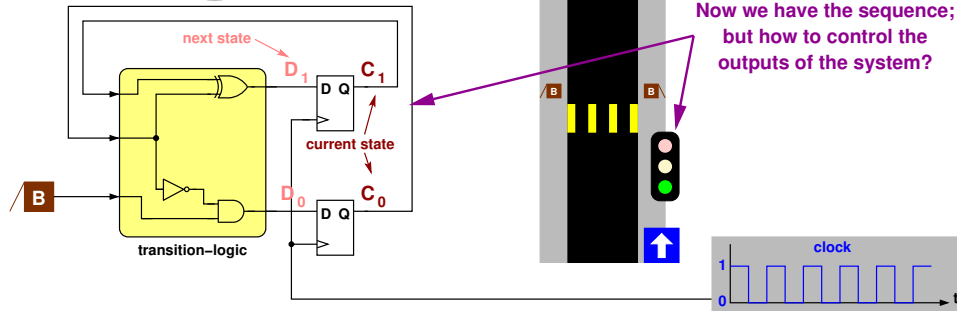 Now we have the sequence;
but how to control the
outputs of the system?
next state
D1
C1
D Q
current state
B
B
B
D0
C0
D Q
transition–logic
clock
1
0
t